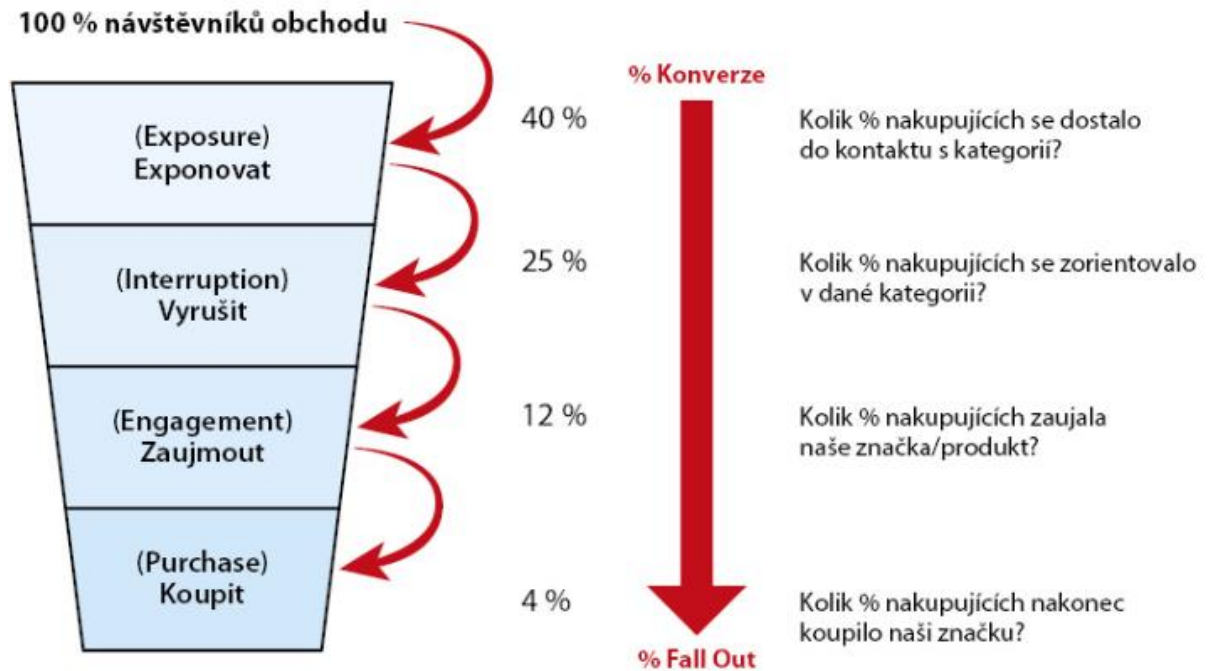 100 % návštěvníků obchodu
% Konverze
(Exposure)
Exponovat
40 %
Kolik % nakupujících se dostalo
do kontaktu s kategorií?
(Interruption)
Vyrušit
25 %
Kolik % nakupujících se zorientovalo
v dané kategorii?
(Engagement)
Zaujmout
12 %
Kolik % nakupujících zaujala
naše značka/produkt?
(Purchase)
Koupit
4 %
Kolik % nakupujících nakonec
koupilo naši značku?
% Fall Out